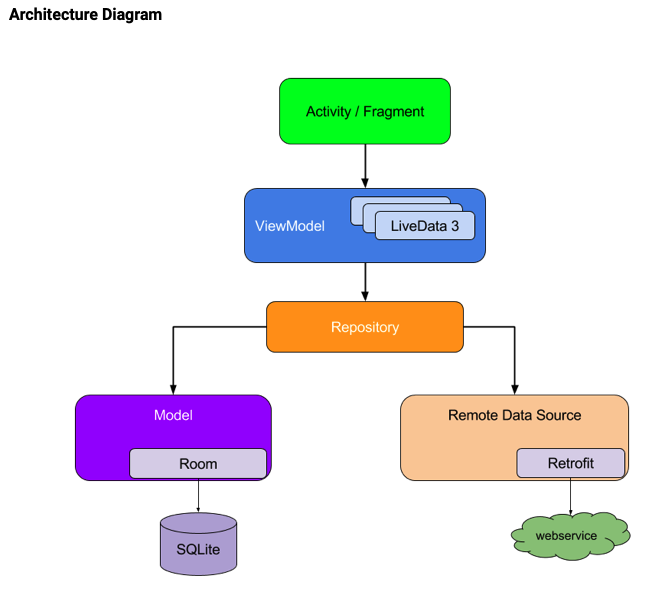 Architecture Diagram
Activity / Fragment
ViewModel
LiveData 3
Repository
Model
Room
SQLite
Remote Data Source
Retrofit
webservice